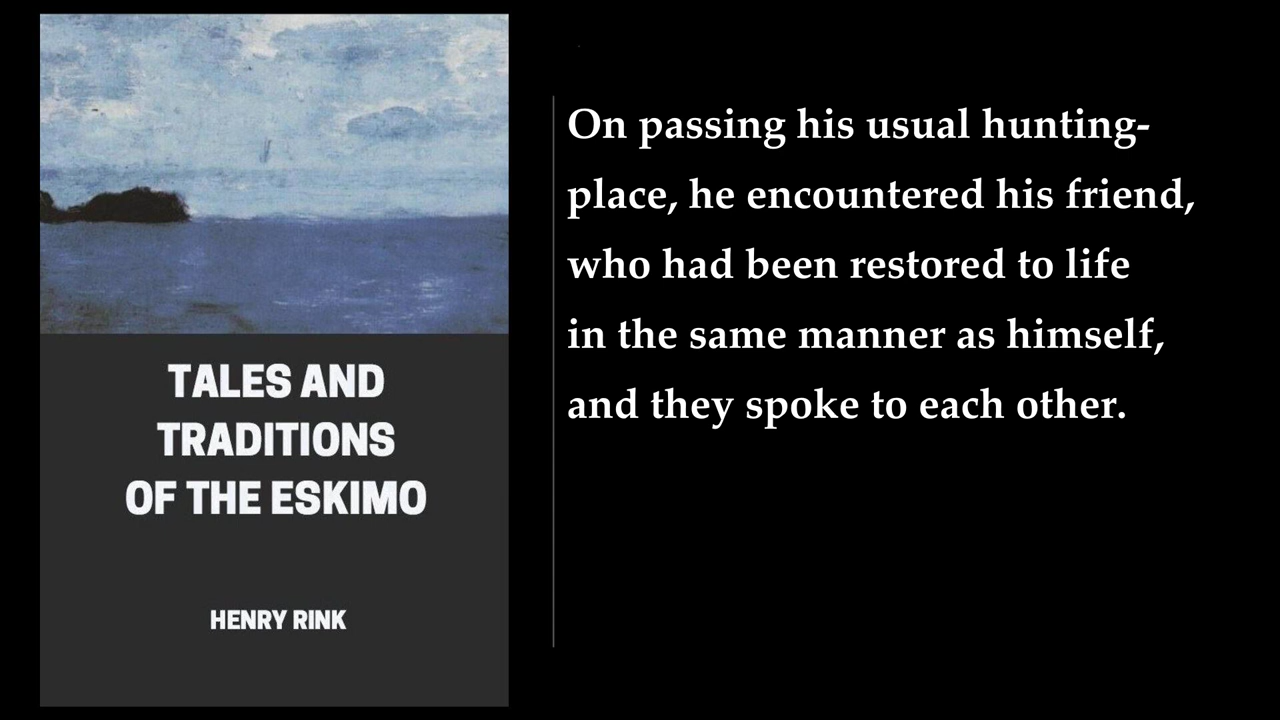 TALES AND
TRADITIONS
OF THE ESKIMO
HENRY RINK
On passing his usual hunting-
place, he encountered his friend,
who had been restored to life
in the same manner as himself,
and they spoke to each other.